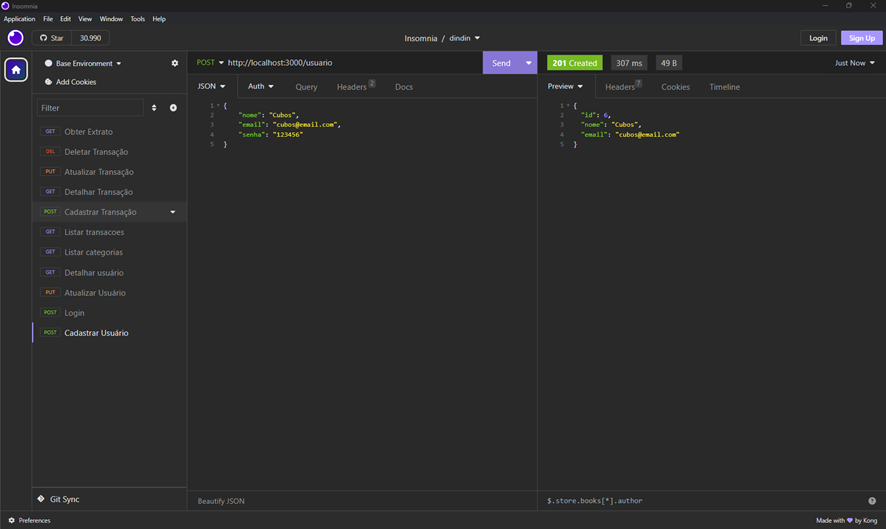 Insomnia
Application File Edit View Window Tools Help
Star 30.990
Insomnia / dindin
Login Sign Up
Base Environment
Add Cookies
Filter
GET Obter Extrato
DEL Deletar Transação
PUT Atualizar Transação
GET Detalhar Transação
POST Cadastrar Transação
GET Listar transacoes
GET Listar categorias
GET Detalhar usuário
PUT Atualizar Usuário
POST Login
POST Cadastrar Usuário
Git Sync
POST http://localhost:3000/usuario
Send
JSON Auth Query Headers 2 Docs
1 {
2 "nome": "Cubos",
3 "email": "cubos@email.com",
4 "senha": "123456"
5 }
Beautify JSON
201 Created 307 ms 49 B Just Now
Preview Headers 7 Cookies Timeline
1 {
2 "id": 6,
3 "nome": "Cubos",
4 "email": "cubos@email.com"
5 }
$.store.books[*].author
Preferences
Made with 💜 by Kong